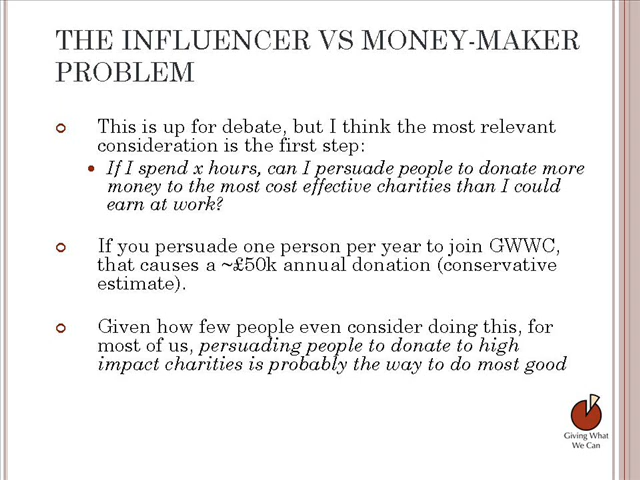 THE INFLUENCER VS MONEY-MAKER
PROBLEM
This is up for debate, but I think the most relevant
consideration is the first step:
If I spend x hours, can I persuade people to donate more
money to the most cost effective charities than I could
earn at work?
If you persuade one person per year to join GWWC,
that causes a ~£50k annual donation (conservative
estimate).
Given how few people even consider doing this, for
most of us, persuading people to donate to high
impact charities is probably the way to do most good
Giving What
We Can